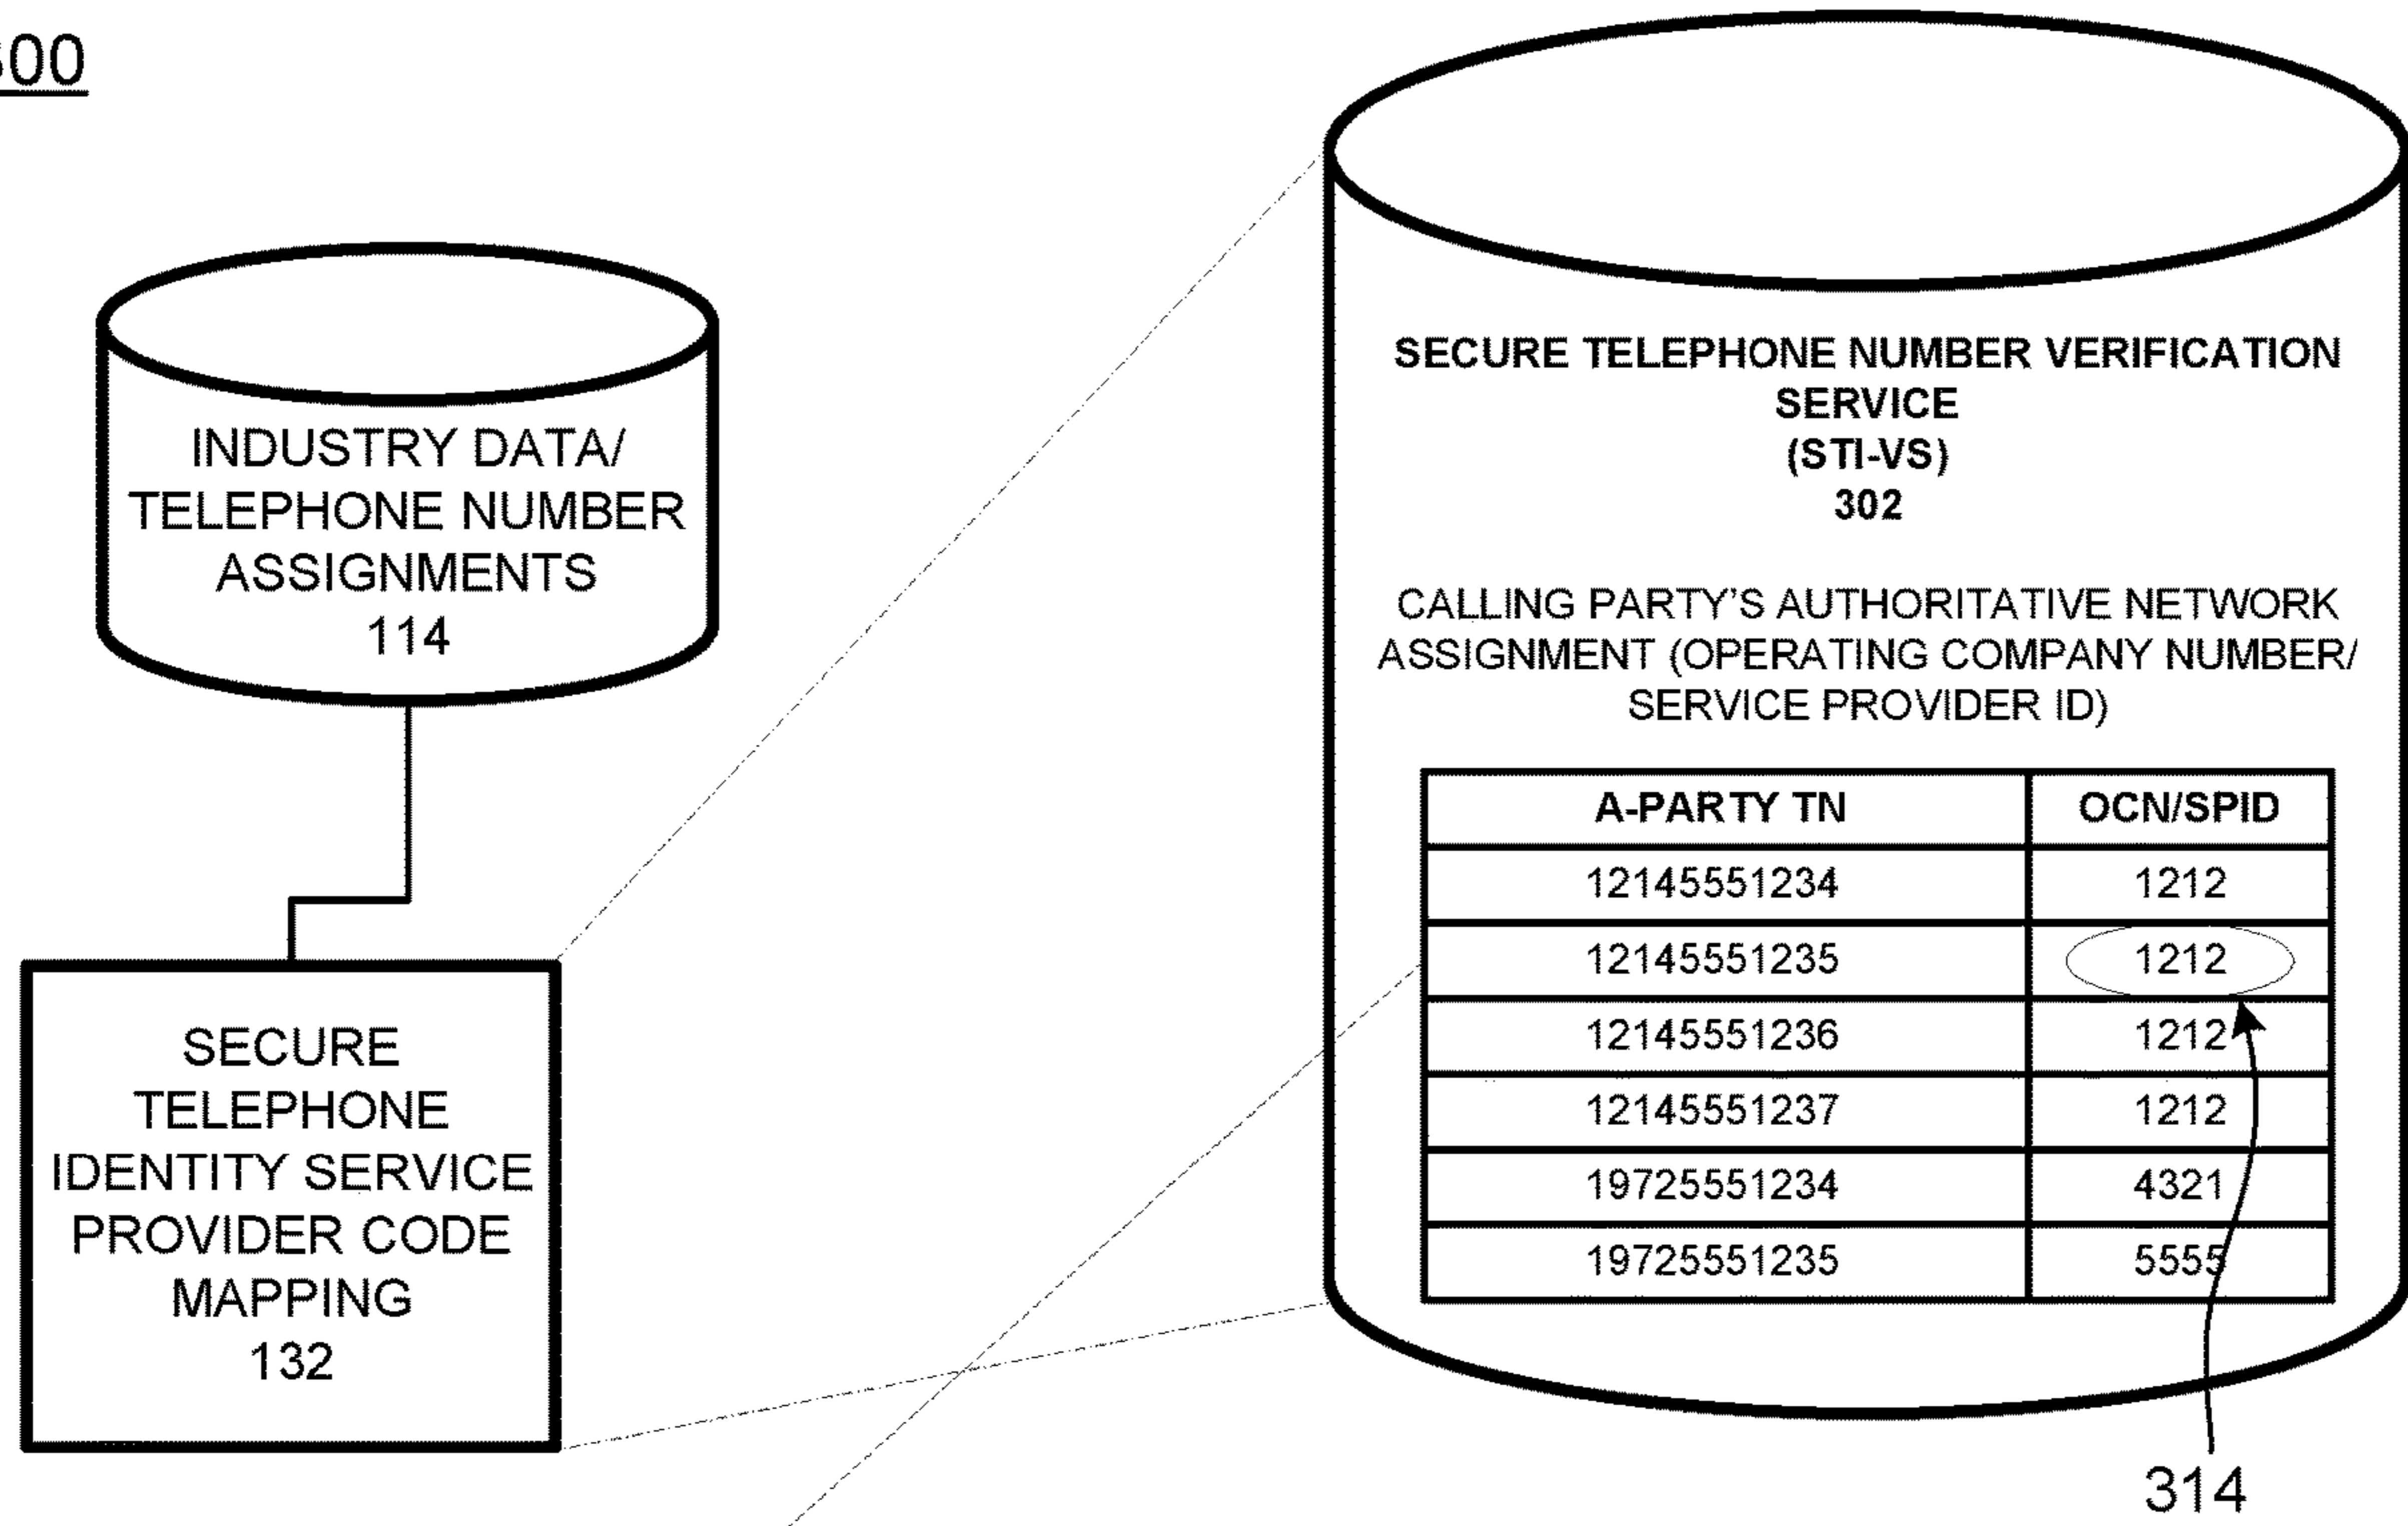 INDUSTRY DATA/
TELEPHONE NUMBER
ASSIGNMENTS
114
SECURE
TELEPHONE
IDENTITY SERVICE
PROVIDER CODE
MAPPING
132
SECURE TELEPHONE NUMBER VERIFICATION
SERVICE
(STI-VS)
302
CALLING PARTY'S AUTHORITATIVE NETWORK
ASSIGNMENT (OPERATING COMPANY NUMBER/
SERVICE PROVIDER ID)
A-PARTY TN OCN/SPID
12145551234 1212
12145551235 1212
12145551236 1212
12145551237 1212
19725551234 4321
19725551235 5555
314